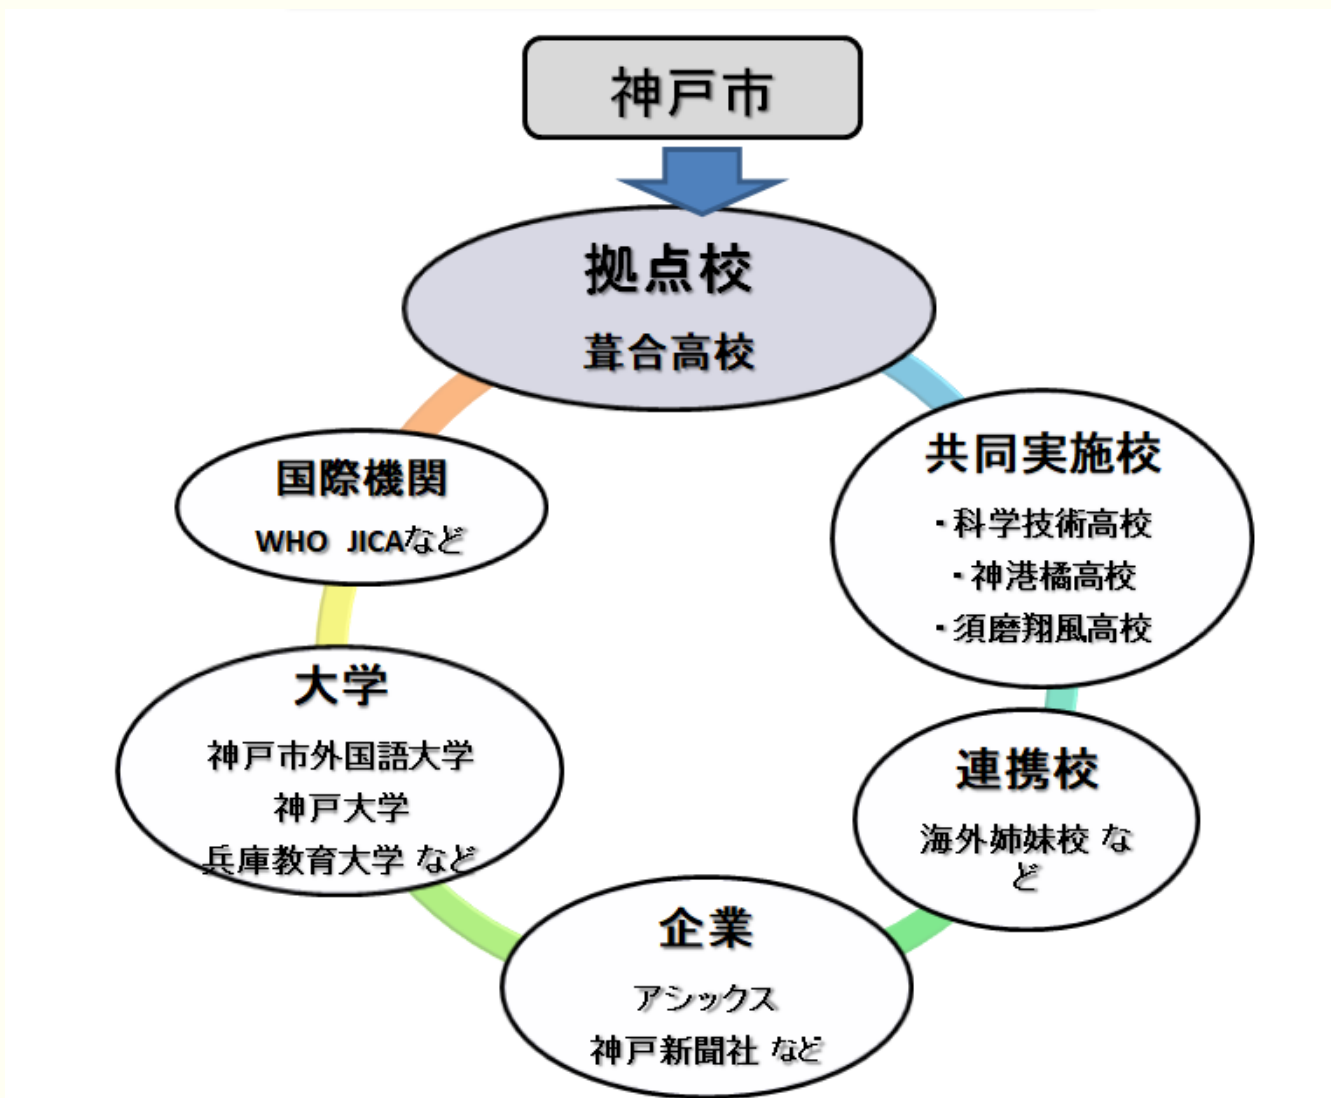 神戸市
拠点校
葺合高校
共同実施校
・科学技術高校
・神港橘高校
・須磨翔風高校
連携校
海外姉妹校 な
ど
企業
アシックス
神戸新聞社 など
大学
神戸市外国語大学
神戸大学
兵庫教育大学 など
国際機関
WHO JICAなど